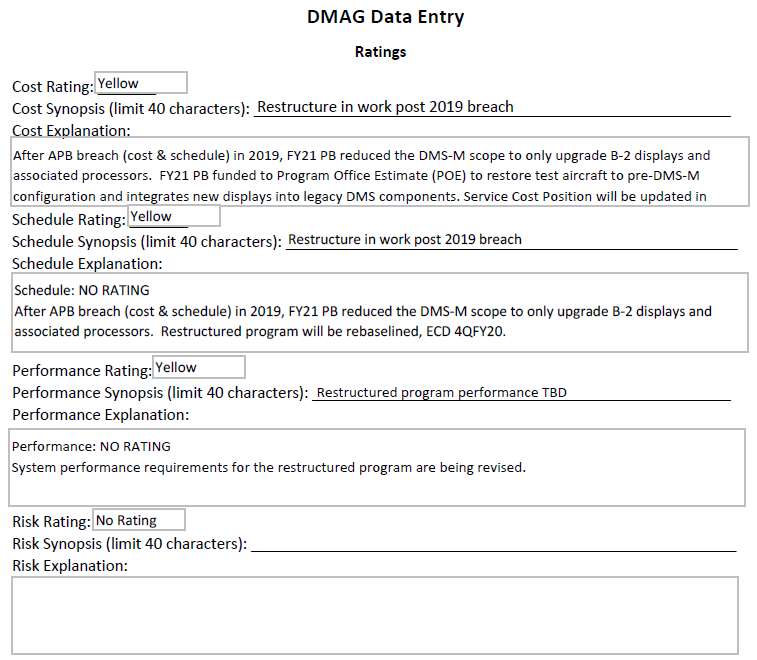 DMAG Data Entry
Ratings
Cost Rating: Yellow
Cost Synopsis (limit 40 characters): Restructure in work post 2019 breach
Cost Explanation:
After APB breach (cost & schedule) in 2019, FY21 PB reduced the DMS-M scope to only upgrade B-2 displays and
associated processors.  FY21 PB funded to Program Office Estimate (POE) to restore test aircraft to pre-DMS-M
configuration and integrates new displays into legacy DMS components. Service Cost Position will be updated in
Schedule Rating: Yellow
Schedule Synopsis (limit 40 characters): Restructure in work post 2019 breach
Schedule Explanation:
Schedule: NO RATING
After APB breach (cost & schedule) in 2019, FY21 PB reduced the DMS-M scope to only upgrade B-2 displays and
associated processors.  Restructured program will be rebaselined, ECD 4QFY20.
Performance Rating: Yellow
Performance Synopsis (limit 40 characters): Restructured program performance TBD
Performance Explanation:
Performance: NO RATING
System performance requirements for the restructured program are being revised.
Risk Rating: No Rating
Risk Synopsis (limit 40 characters):
Risk Explanation: